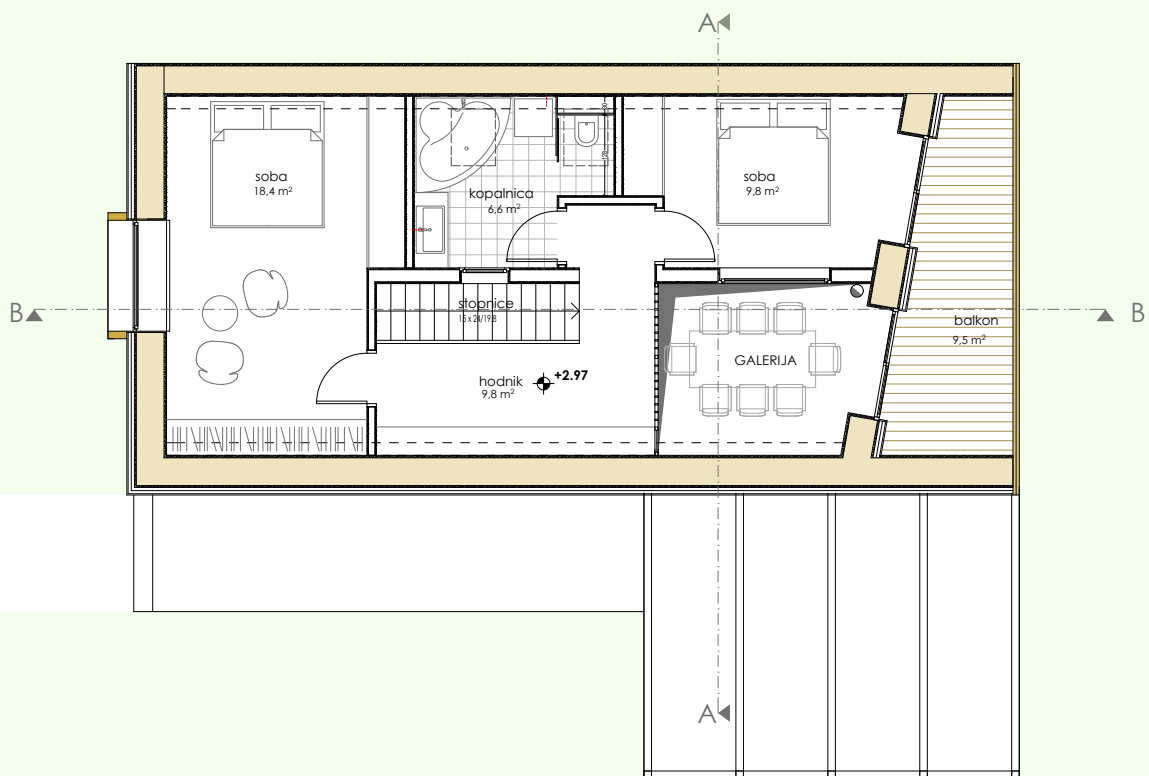 A
soba
18,4 m²
kopalnica
6,6 m²
soba
9,8 m²
stopnice
15 x 24/19,8
B
B
balkon
9,5 m²
GALERIJA
hodnik
9,8 m²
+2.97
A